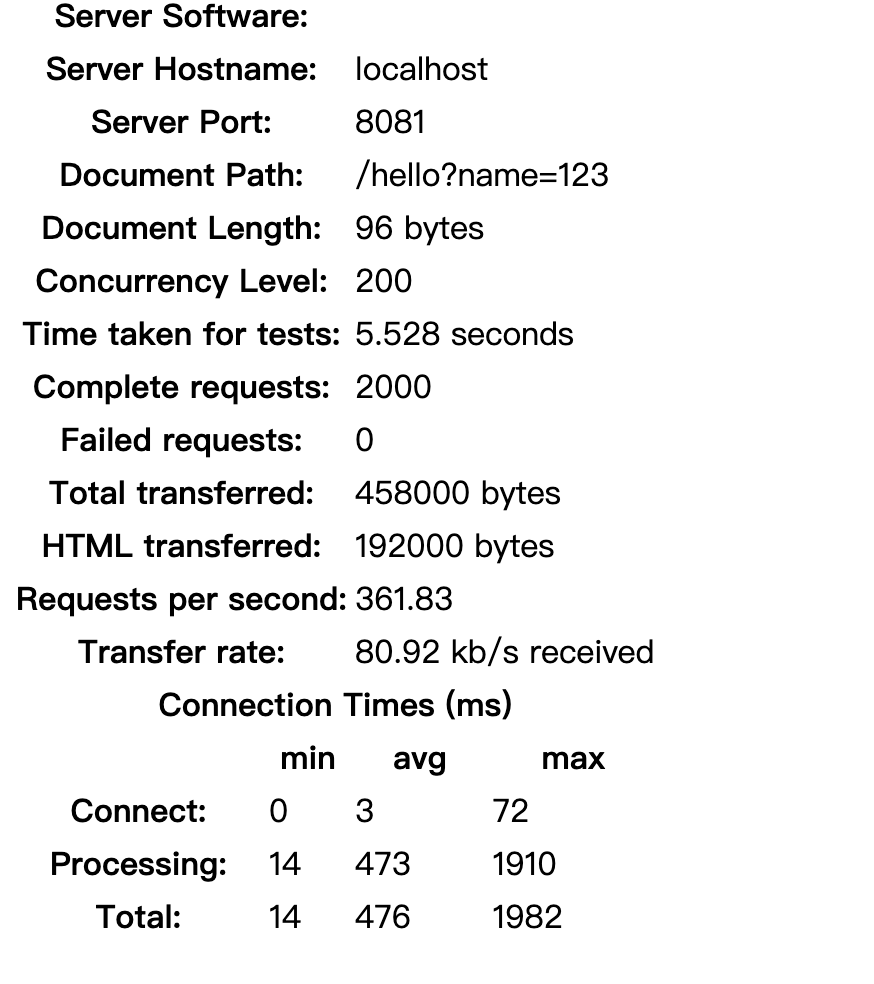 Server Software:
Server Hostname: localhost
Server Port: 8081
Document Path: /hello?name=123
Document Length: 96 bytes
Concurrency Level: 200
Time taken for tests: 5.528 seconds
Complete requests: 2000
Failed requests: 0
Total transferred: 458000 bytes
HTML transferred: 192000 bytes
Requests per second: 361.83
Transfer rate: 80.92 kb/s received
Connection Times (ms)
min avg max
Connect: 0 3 72
Processing: 14 473 1910
Total: 14 476 1982